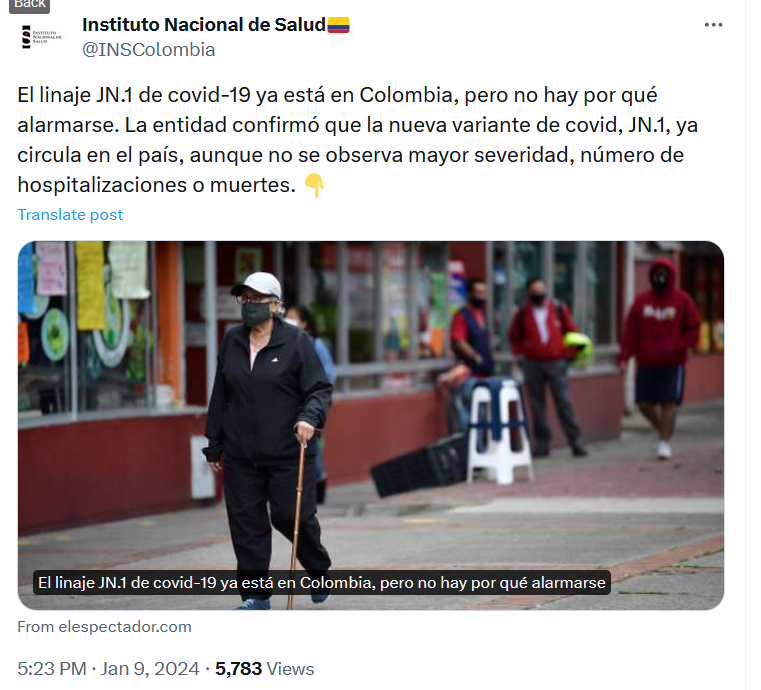 Back
Instituto Nacional de Salud
INSTITUTO
NACIONAL DE
SALUD
@INSColombia
El linaje JN.1 de covid-19 ya está en Colombia, pero no hay por qué
alarmarse. La entidad confirmó que la nueva variante de covid, JN.1, ya
circula en el país, aunque no se observa mayor severidad, número de
hospitalizaciones o muertes. 👇
Translate post
El linaje JN.1 de covid-19 ya está en Colombia, pero no hay por qué alarmarse
From elespectador.com
5:23 PM · Jan 9, 2024 · 5,783 Views